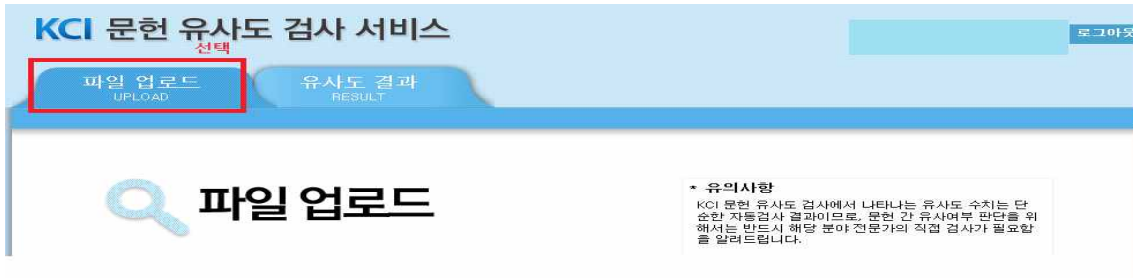 KCI 문헌 유사도 검사 서비스
선택
로그아웃
파일 업로드
UPLOAD
유사도 결과
RESULT
파일 업로드
* 유의사항
KCI 문헌 유사도 검사에서 나타나는 유사도 수치는 단
순한 자동검사 결과이므로, 문헌 간 유사여부 판단을 위
해서는 반드시 해당 분야 전문가의 직접 검사가 필요함
을 알려드립니다.